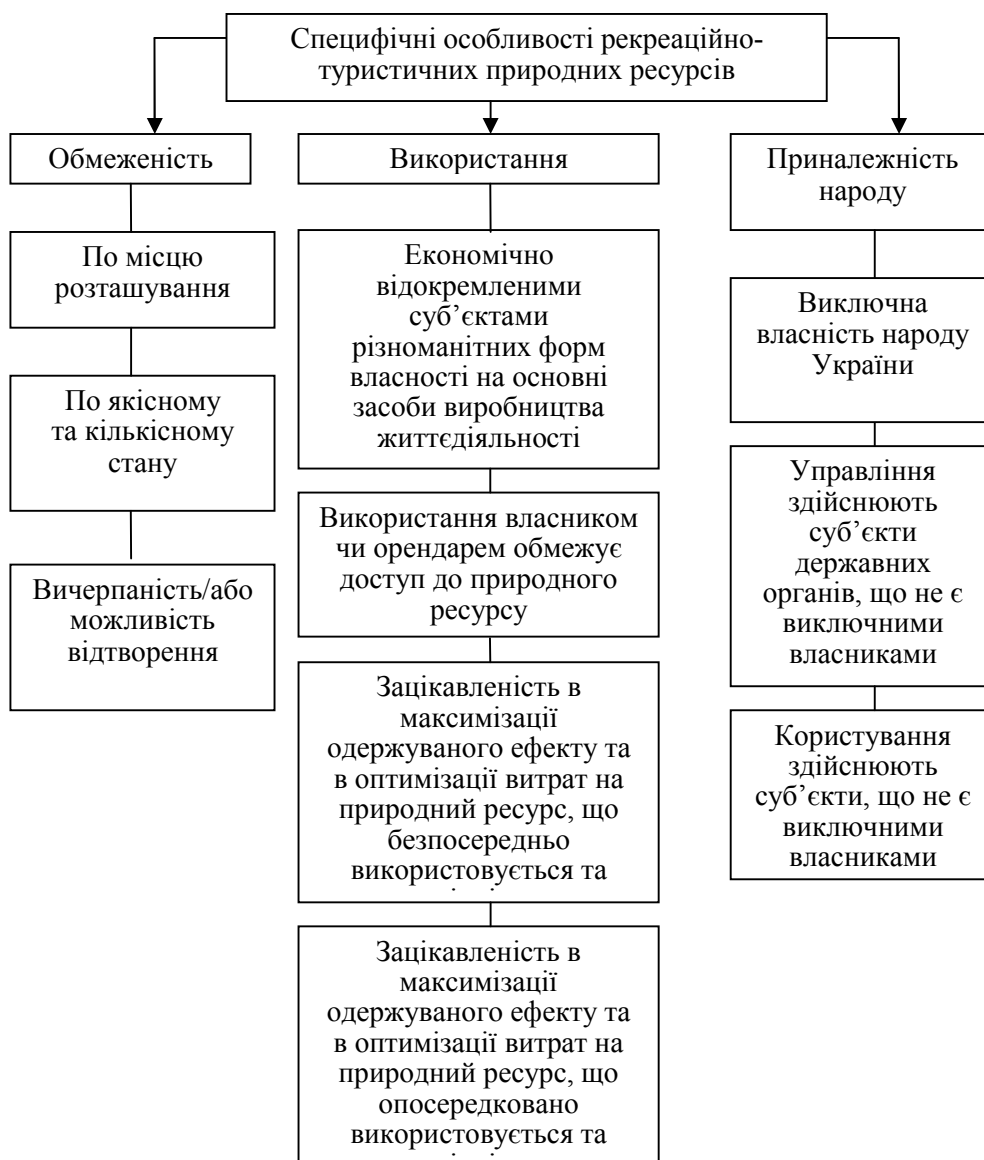 Специфічні особливості рекреаційно-
туристичних природних ресурсів
Обмеженість
По місцю
розташування
По якісному
та кількісному
стану
Вичерпаність/або
можливість
відтворення
Використання
Економічно
відокремленими
суб’єктами
різноманітних форм
власності на основні
засоби виробництва
життєдіяльності
Використання власником
чи орендарем обмежує
доступ до природного
ресурсу
Зацікавленість в
максимізації
одержуваного ефекту та
в оптимізації витрат на
природний ресурс, що
безпосередньо
використовується та
Зацікавленість в
максимізації
одержуваного ефекту та
в оптимізації витрат на
природний ресурс, що
опосередковано
використовується та
Приналежність
народу
Виключна
власність народу
України
Управління
здійснюють
суб’єкти
державних
органів, що не є
виключними
власниками
Користування
здійснюють
суб’єкти, що не є
виключними
власниками